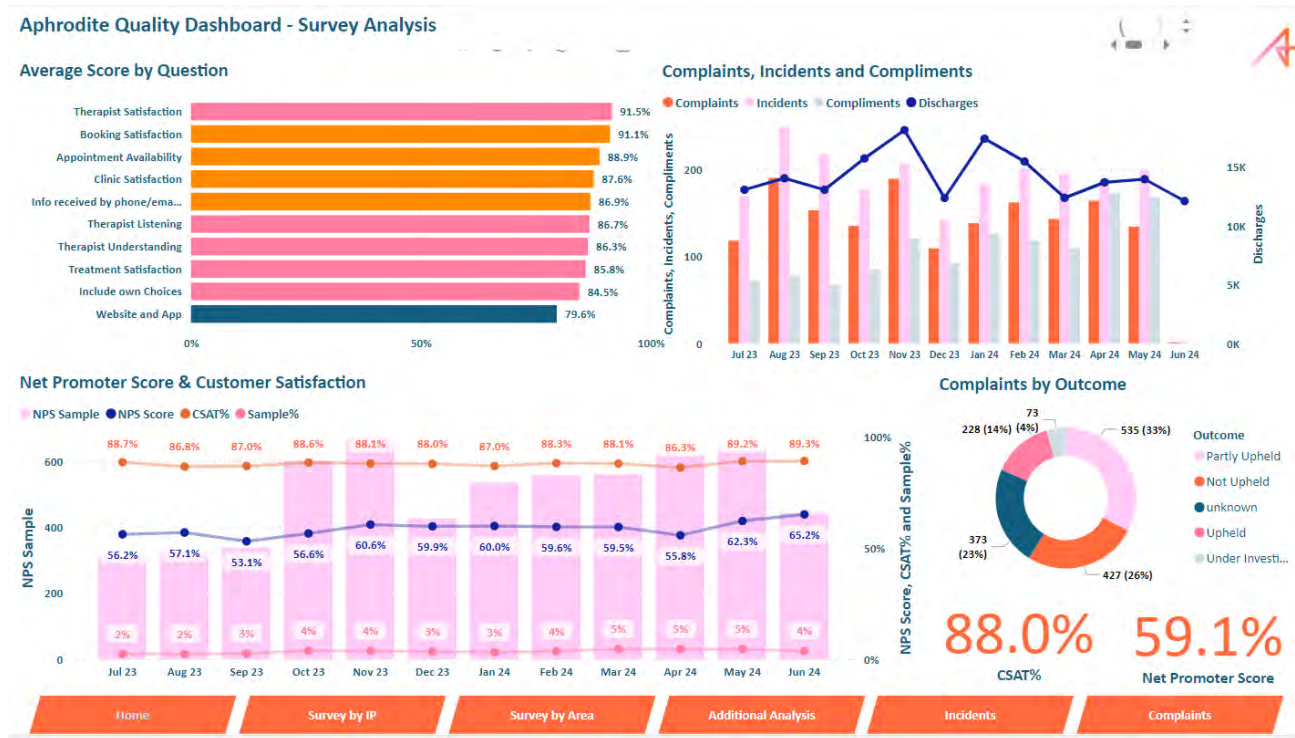 Aphrodite Quality Dashboard - Survey Analysis
Average Score by Question
Therapist Satisfaction 91.5%
Booking Satisfaction 91.1%
Appointment Availability 88.9%
Clinic Satisfaction 87.6%
Info received by phone/ema... 86.9%
Therapist Listening 86.7%
Therapist Understanding 86.3%
Treatment Satisfaction 85.8%
Include own Choices 84.5%
Website and App 79.6%
0% 50% 100%
Complaints, Incidents and Compliments
Complaints Incidents Compliments Discharges
Complaints, Incidents, Compliments
200
100
0
15K
10K
5K
0K
Discharges
Jul 23 Aug 23 Sep 23 Oct 23 Nov 23 Dec 23 Jan 24 Feb 24 Mar 24 Apr 24 May 24 Jun 24
Net Promoter Score & Customer Satisfaction
NPS Sample NPS Score CSAT% Sample%
NPS Sample
600
400
200
0
88.7% 86.8% 87.0% 88.6% 88.1% 88.0% 87.0% 88.3% 88.1% 86.3% 89.2% 89.3%
56.2% 57.1% 53.1% 56.6% 60.6% 59.9% 60.0% 59.6% 59.5% 55.8% 62.3% 65.2%
2% 2% 3% 4% 4% 3% 3% 4% 5% 5% 5% 4%
Jul 23 Aug 23 Sep 23 Oct 23 Nov 23 Dec 23 Jan 24 Feb 24 Mar 24 Apr 24 May 24 Jun 24
100%
50%
0%
NPS Score, CSAT% and Sample%
Complaints by Outcome
73
(4%)
228 (14%)
535 (33%)
373
(23%)
427 (26%)
Outcome
Partly Upheld
Not Upheld
unknown
Upheld
Under Investi...
88.0%
CSAT%
59.1%
Net Promoter Score
Home
Survey by IP
Survey by Area
Additional Analysis
Incidents
Complaints